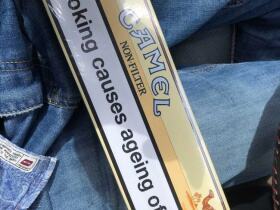 CAMEL
NON FILTER
oking causes ageing of